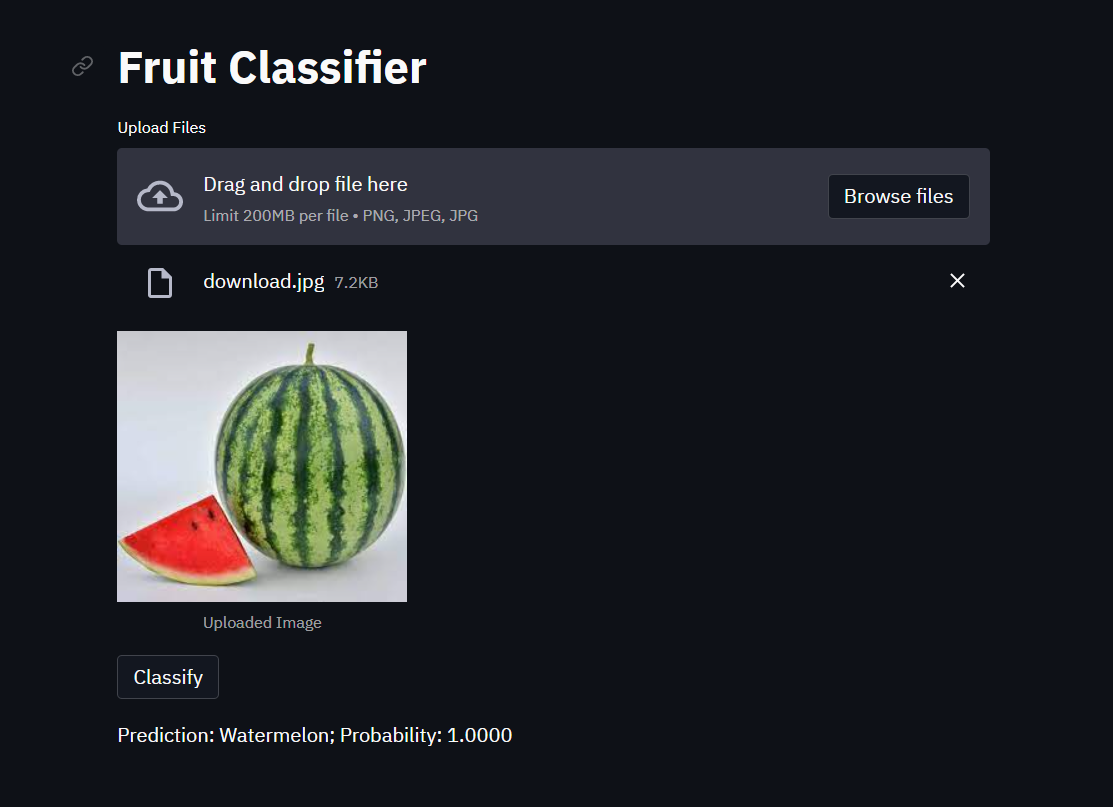 Fruit Classifier
Upload Files
Drag and drop file here
Limit 200MB per file • PNG, JPEG, JPG
Browse files
download.jpg 7.2KB
Uploaded Image
Classify
Prediction: Watermelon; Probability: 1.0000